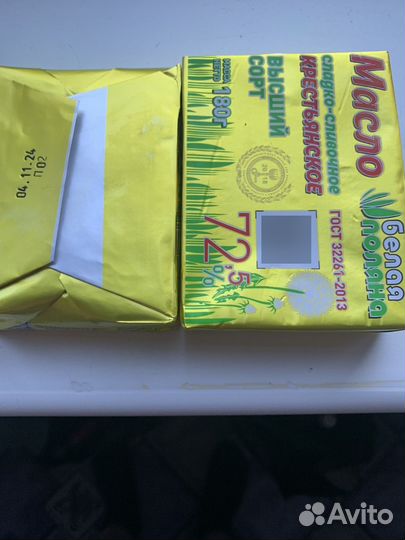 04.11.24
П02
Масло
сладко-сливочное
КРЕСТЬЯНСКОЕ
ВЫСШИЙ
СОРТ
МАССА
НЕТТО
180г
72,5%
ГОСТ 32261-2013
Белая
поляна
Avito